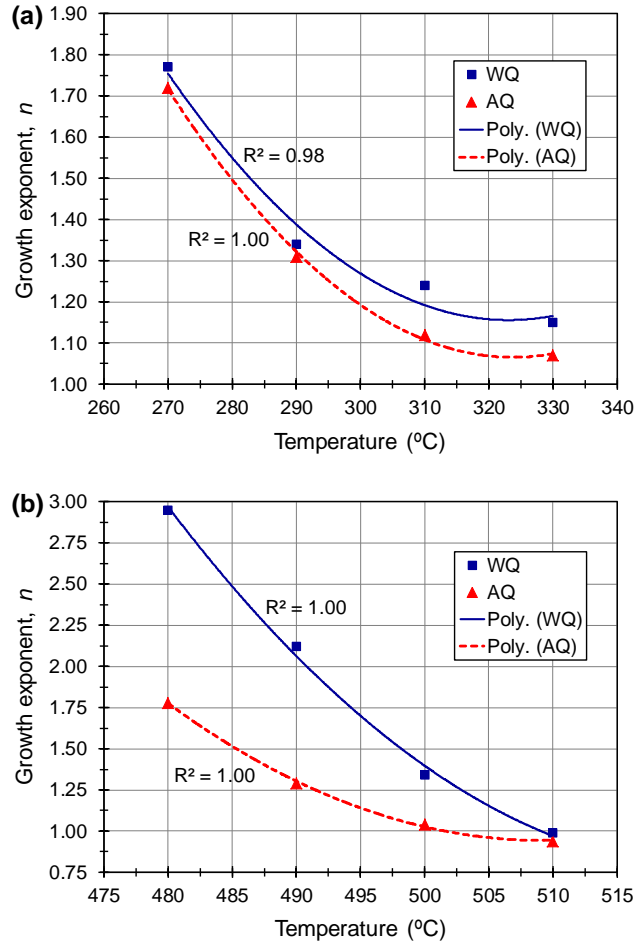 (a)
1.80
1.90
1.70
1.60
1.50
1.40
1.30
1.20
1.10
1.00
Growth exponent, n
WQ
AQ
Poly. (WQ)
Poly. (AQ)
R² = 0.98
R² = 1.00
260 270 280 290 300 310 320 330 340
Temperature (ºC)
(b)
3.00
2.75
2.50
2.25
2.00
1.75
1.50
1.25
1.00
0.75
Growth exponent, n
WQ
AQ
Poly. (WQ)
Poly. (AQ)
R² = 1.00
R² = 1.00
475 480 485 490 495 500 505 510 515
Temperature (ºC)